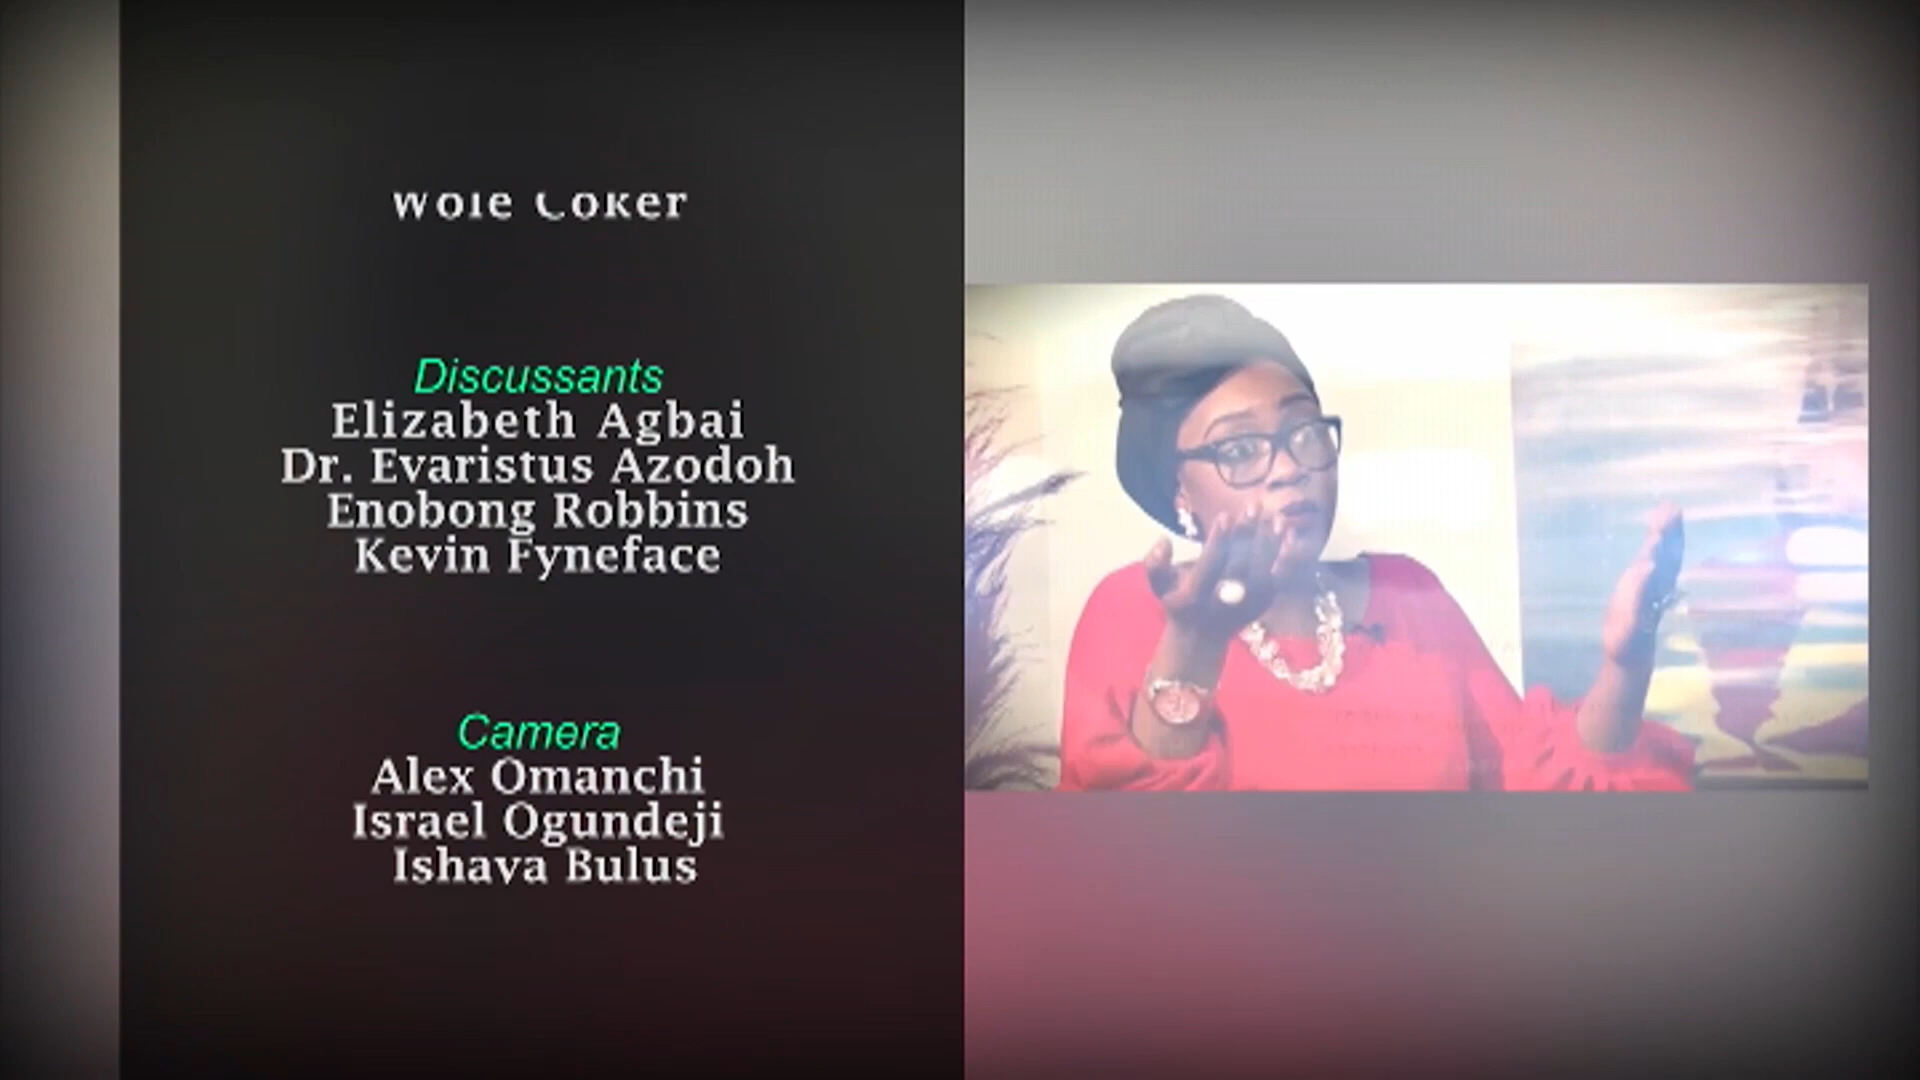 Wole Coker
Discussants
Elizabeth Agbai
Dr. Evaristus Azodoh
Enobong Robbins
Kevin Fyneface
Camera
Alex Omanchi
Israel Ogundeji
Ishava Bulus